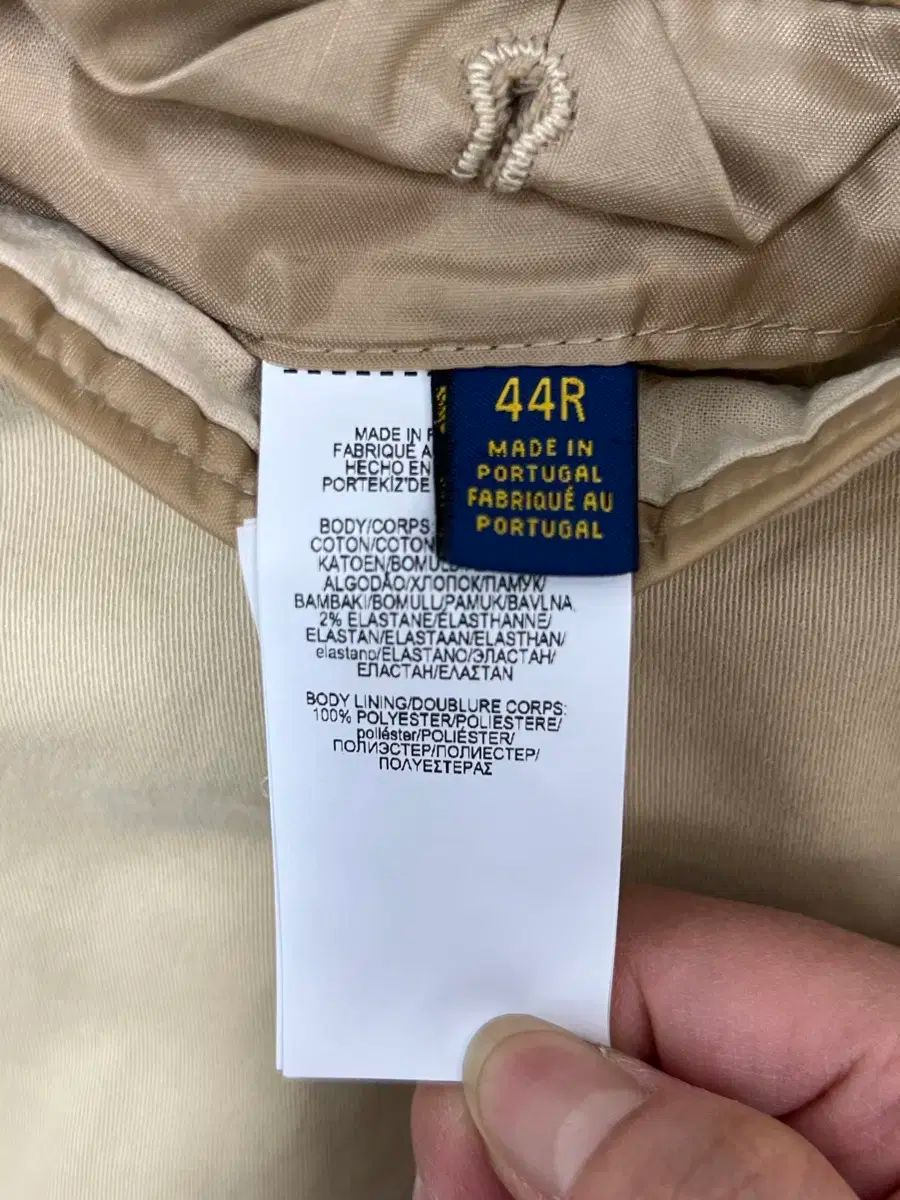 44R
MADE IN
PORTUGAL
FABRIQUÉ AU
PORTUGAL
MADE IN
FABRIQUÉ A
HECHO EN
PORTEKİZ'DE
BODY/CORPS
COTON/COTON
KATOEN/BOMUL
ALGODÃO/ХЛОПОК/ПАМУК/
BAMBAKI/BOMULL/PAMUK/BAVLNA,
2% ELASTANE/ÉLASTHANNE/
ELASTAN/ELASTAAN/ELASTHAN/
elastano/ELASTANO/ЭЛАСТАН/
ЕЛАСТАН/ΕΛΑΣΤΑΝ
BODY LINING/DOUBLURE CORPS:
100% POLYESTER/POLIESTERE/
poliéster/POLIÉSTER/
ПОЛИЭСТЕР/ПОЛИЕСТЕР/
ΠΟΛΥΕΣΤΕΡΑΣ